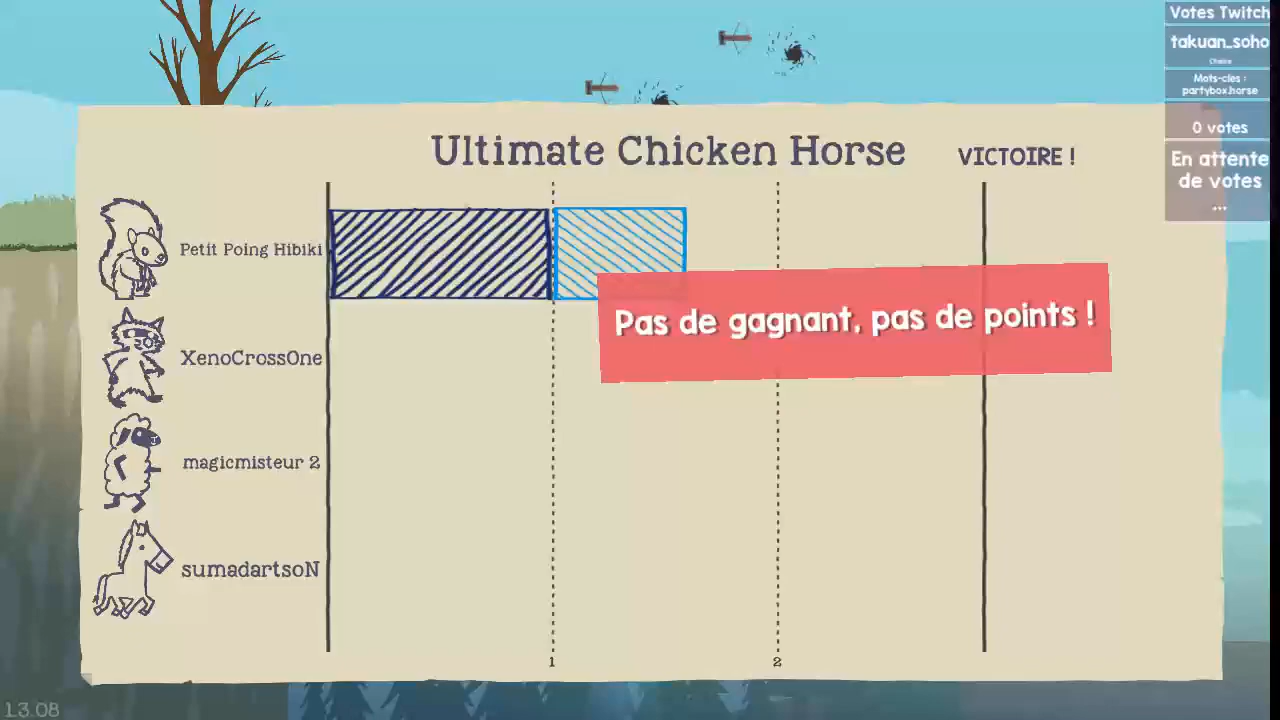 Votes Twitch
takuan_soho
Chaîne
Mots-clés :
partybox.horse
0 votes
En attente
de votes
...
Ultimate Chicken Horse
VICTOIRE !
Petit Poing Hibiki
Pas de gagnant, pas de points !
XenoCrossOne
magicmisteur 2
sumadartsoN
1
2
1.3.08